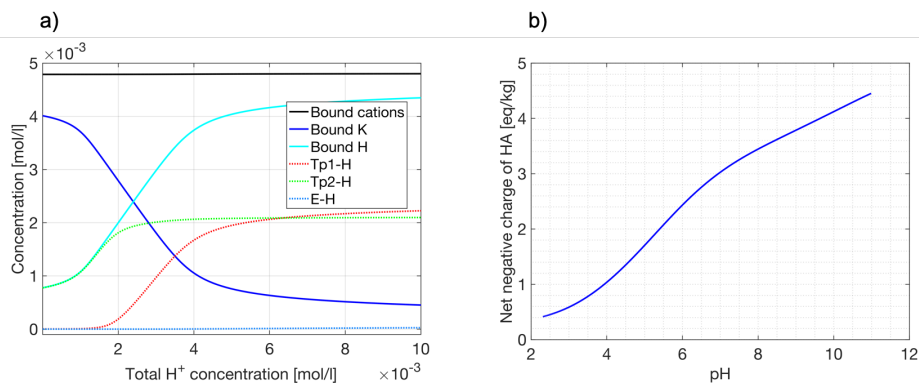 a)
×10⁻³
5
4
3
2
1
0
Concentration [mol/l]
Bound cations
Bound K
Bound H
Tp1-H
Tp2-H
E-H
2 4 6 8 10
Total H⁺ concentration [mol/l] ×10⁻³
b)
5
4
3
2
1
0
Net negative charge of HA [eq/kg]
2 4 6 8 10 12
pH